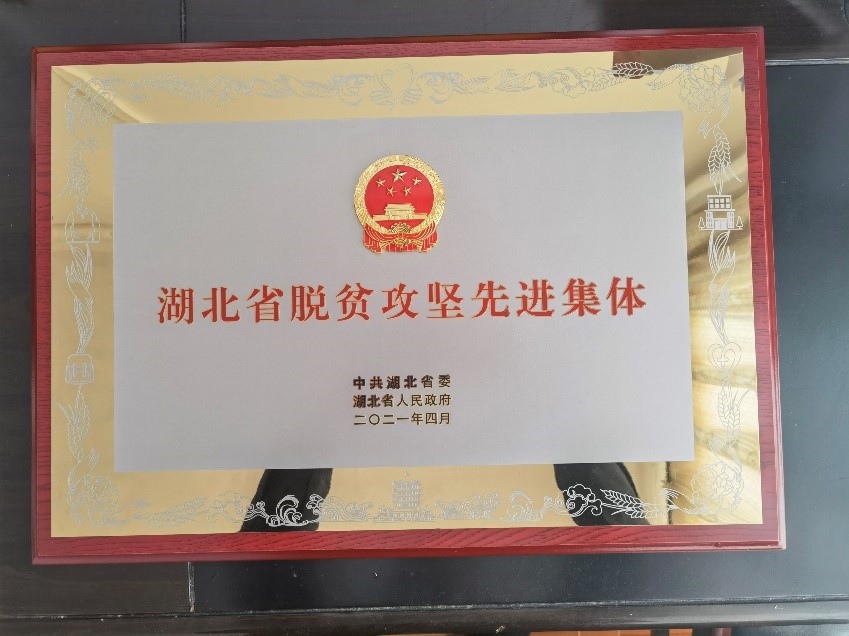 湖北省脱贫攻坚先进集体
中共湖北省委
湖北省人民政府
二〇二一年四月